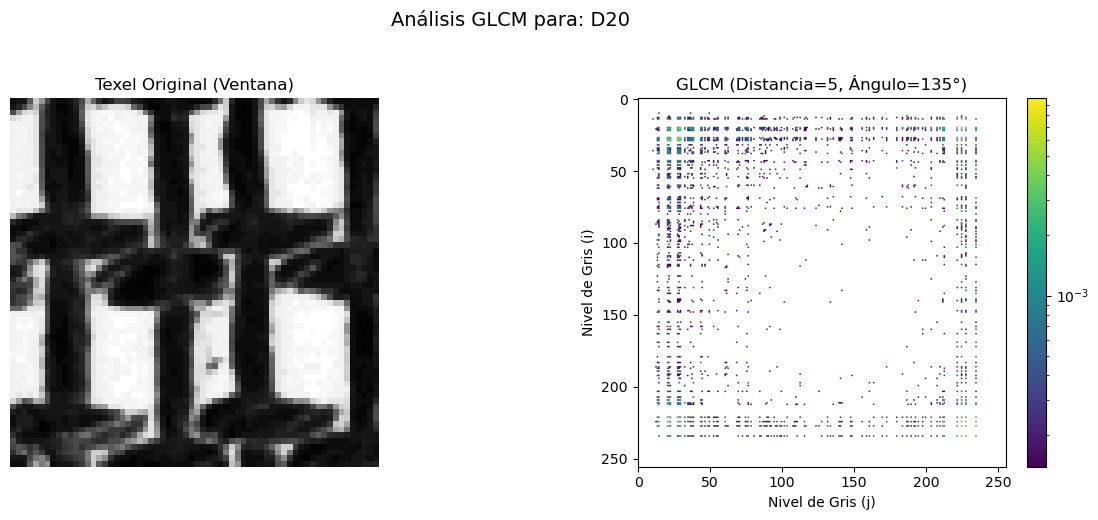 Análisis GLCM para: D20
Texel Original (Ventana)
GLCM (Distancia=5, Ángulo=135°)
0
50
100
150
200
250
Nivel de Gris (i)
0
50
100
150
200
250
Nivel de Gris (j)
10⁻³